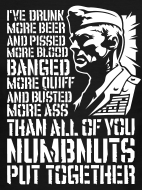 I'VE DRUNK
MORE BEER
AND PISSED
MORE BLOOD
BANGED
MORE QUIFF
AND BUSTED
MORE ASS
THAN ALL OF YOU
NUMBNUTS
PUT TOGETHER